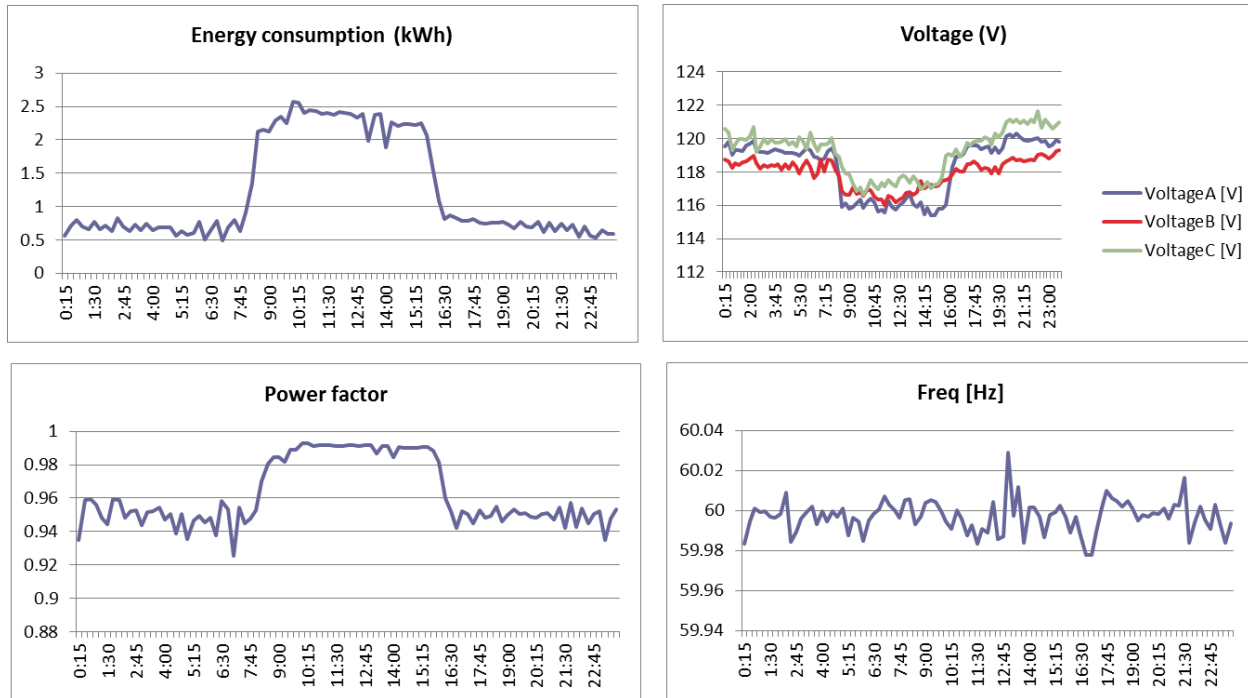 Energy consumption (kWh)
3
2.5
2
1.5
1
0.5
0
0:15 1:30 2:45 4:00 5:15 6:30 7:45 9:00 10:15 11:30 12:45 14:00 15:15 16:30 17:45 19:00 20:15 21:30 22:45
Voltage (V)
124
122
120
118
116
114
112
0:15 2:00 3:45 5:30 7:15 9:00 10:45 12:30 14:15 16:00 17:45 19:30 21:15 23:00
VoltageA [V]
VoltageB [V]
VoltageC [V]
Power factor
1
0.98
0.96
0.94
0.92
0.9
0.88
0:15 1:30 2:45 4:00 5:15 6:30 7:45 9:00 10:15 11:30 12:45 14:00 15:15 16:30 17:45 19:00 20:15 21:30 22:45
Freq [Hz]
60.04
60.02
60
59.98
59.96
59.94
0:15 1:30 2:45 4:00 5:15 6:30 7:45 9:00 10:15 11:30 12:45 14:00 15:15 16:30 17:45 19:00 20:15 21:30 22:45